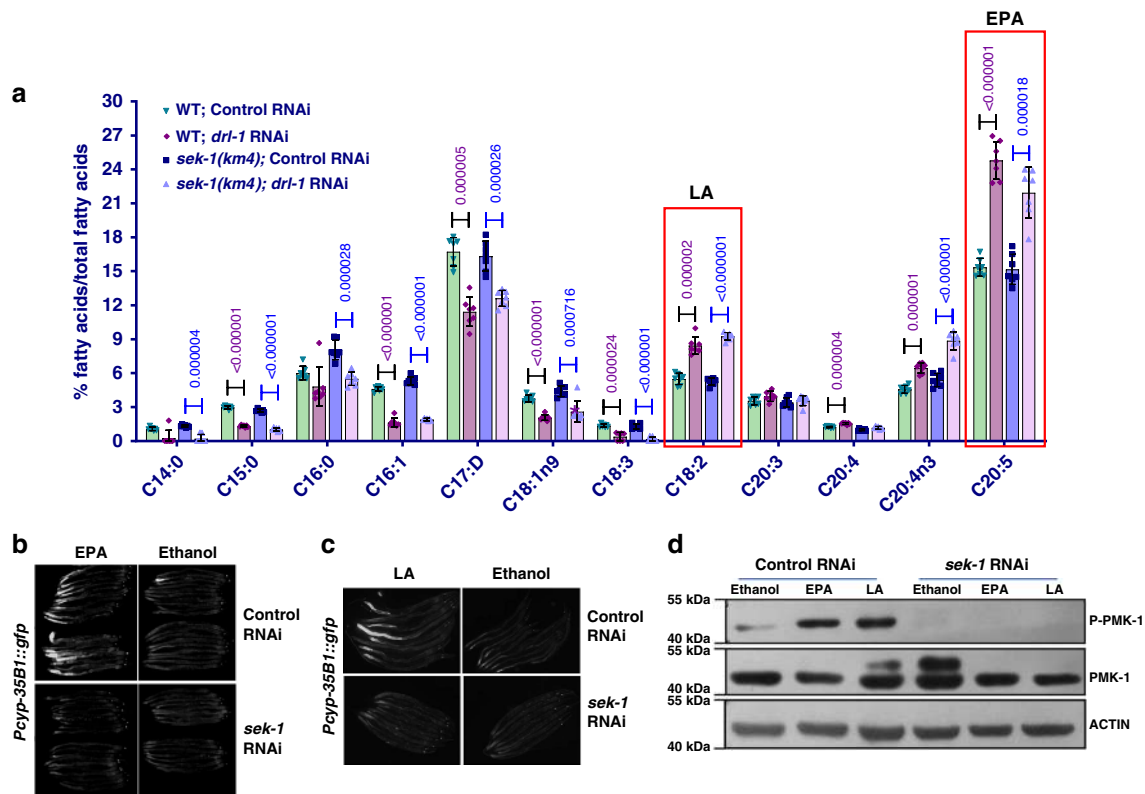 a
EPA
LA
% fatty acids/total fatty acids
30
27
24
21
18
15
12
9
6
3
0
WT; Control RNAi
WT; drl-1 RNAi
sek-1(km4); Control RNAi
sek-1(km4); drl-1 RNAi
0.000004
<0.000001
<0.000001
0.000028
<0.000001
<0.000001
0.000005
0.000026
<0.000001
0.000716
0.000024
<0.000001
0.000002
<0.000001
0.000004
0.000001
<0.000001
<0.000001
0.000018
C14:0
C15:0
C16:0
C16:1
C17:D
C18:1n9
C18:3
C18:2
C20:3
C20:4
C20:4n3
C20:5
b
EPA Ethanol
Pcyp-35B1::gfp
Control
RNAi
sek-1
RNAi
c
LA Ethanol
Pcyp-35B1::gfp
Control
RNAi
sek-1
RNAi
d
Control RNAi sek-1 RNAi
Ethanol EPA LA Ethanol EPA LA
55 kDa
P-PMK-1
40 kDa
55 kDa
PMK-1
40 kDa
55 kDa
ACTIN
40 kDa